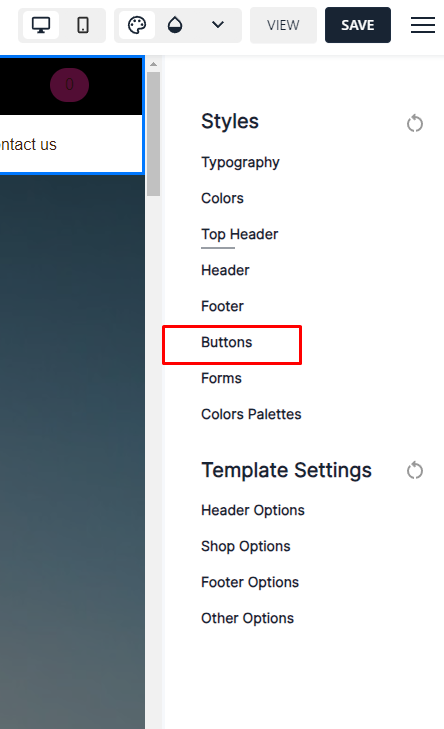 VIEW
SAVE
0
ntact us
Styles
Typography
Colors
Top Header
Header
Footer
Buttons
Forms
Colors Palettes
Template Settings
Header Options
Shop Options
Footer Options
Other Options